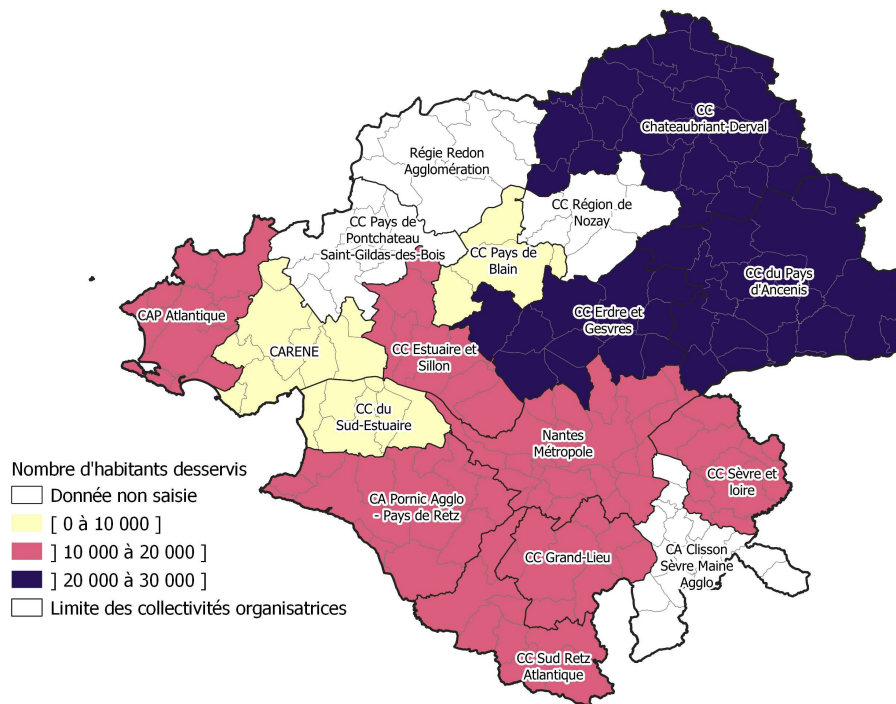 CC
Chateaubriant-Derval
Régie Redon
Agglomération
CC Région de
Nozay
CC Pays de
Pontchateau
Saint-Gildas-des-Bois
CC Pays de
Blain
CC du Pays
d'Ancenis
CAP Atlantique
CC Erdre et
Gesvres
CARENE
CC Estuaire et
Sillon
CC du
Sud-Estuaire
Nantes
Métropole
CC Sèvre et
loire
CA Pornic Agglo
- Pays de Retz
CC Grand-Lieu
CA Clisson
Sèvre Maine
Agglo
CC Sud Retz
Atlantique
Nombre d'habitants desservis
Donnée non saisie
[ 0 à 10 000 ]
] 10 000 à 20 000 ]
] 20 000 à 30 000 ]
Limite des collectivités organisatrices